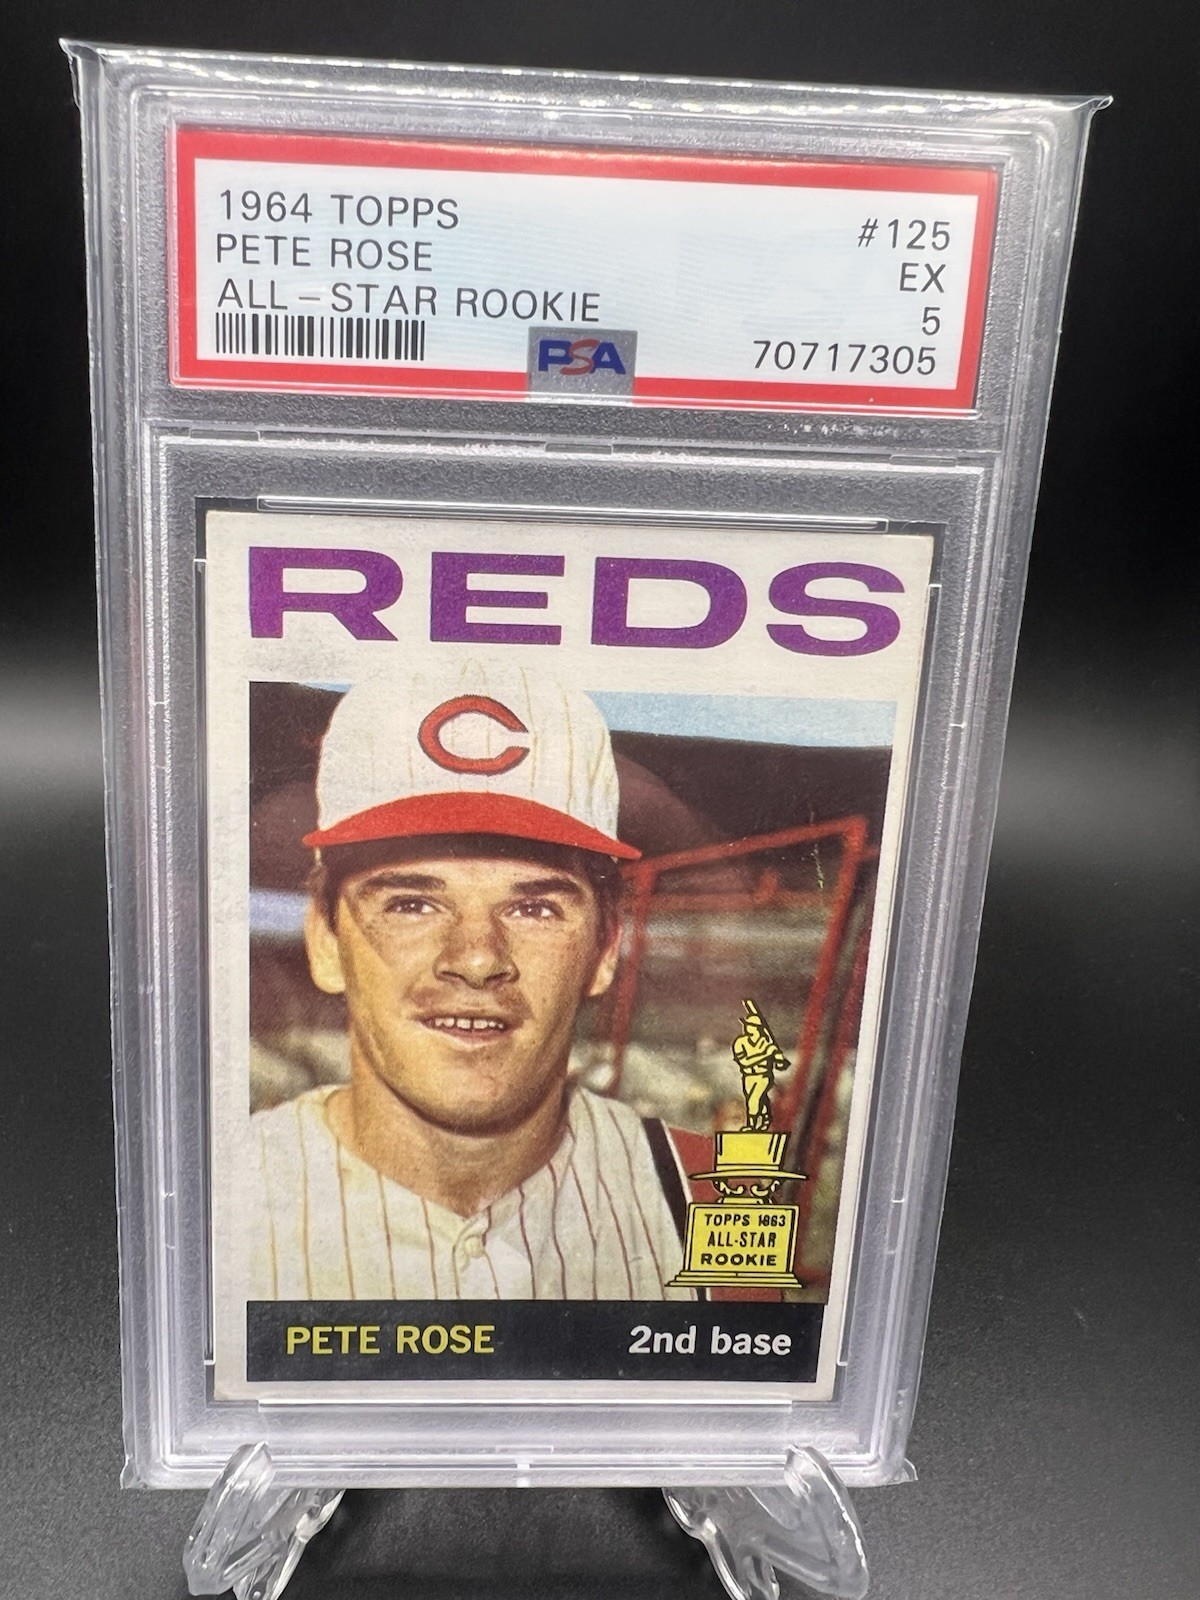 1964 TOPPS #125
PETE ROSE EX
ALL-STAR ROOKIE 5
PSA 70717305
REDS
C
TOPPS 1963
ALL-STAR
ROOKIE
PETE ROSE 2nd base